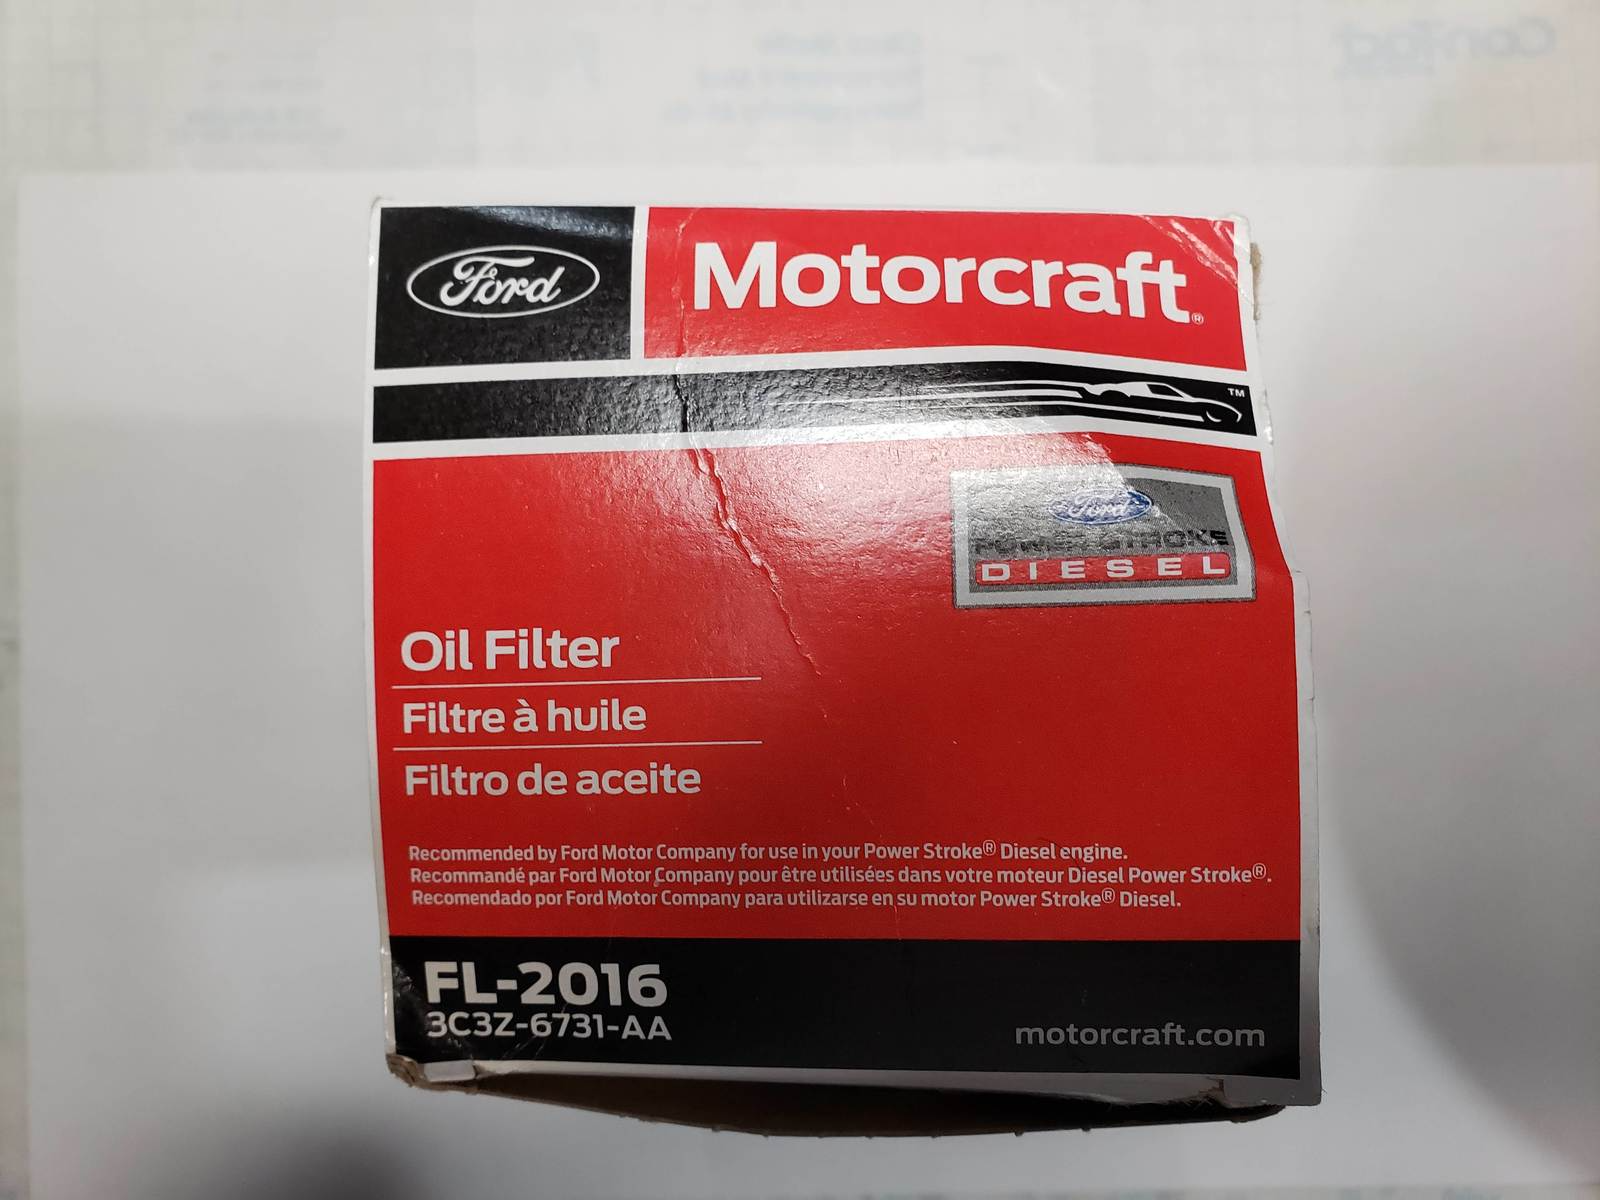 Ford
Motorcraft®
™
Ford
POWER STROKE
DIESEL
Oil Filter
Filtre à huile
Filtro de aceite
Recommended by Ford Motor Company for use in your Power Stroke® Diesel engine.
Recommandé par Ford Motor Company pour être utilisées dans votre moteur Diesel Power Stroke®.
Recomendado por Ford Motor Company para utilizarse en su motor Power Stroke® Diesel.
FL-2016
3C3Z-6731-AA
motorcraft.com